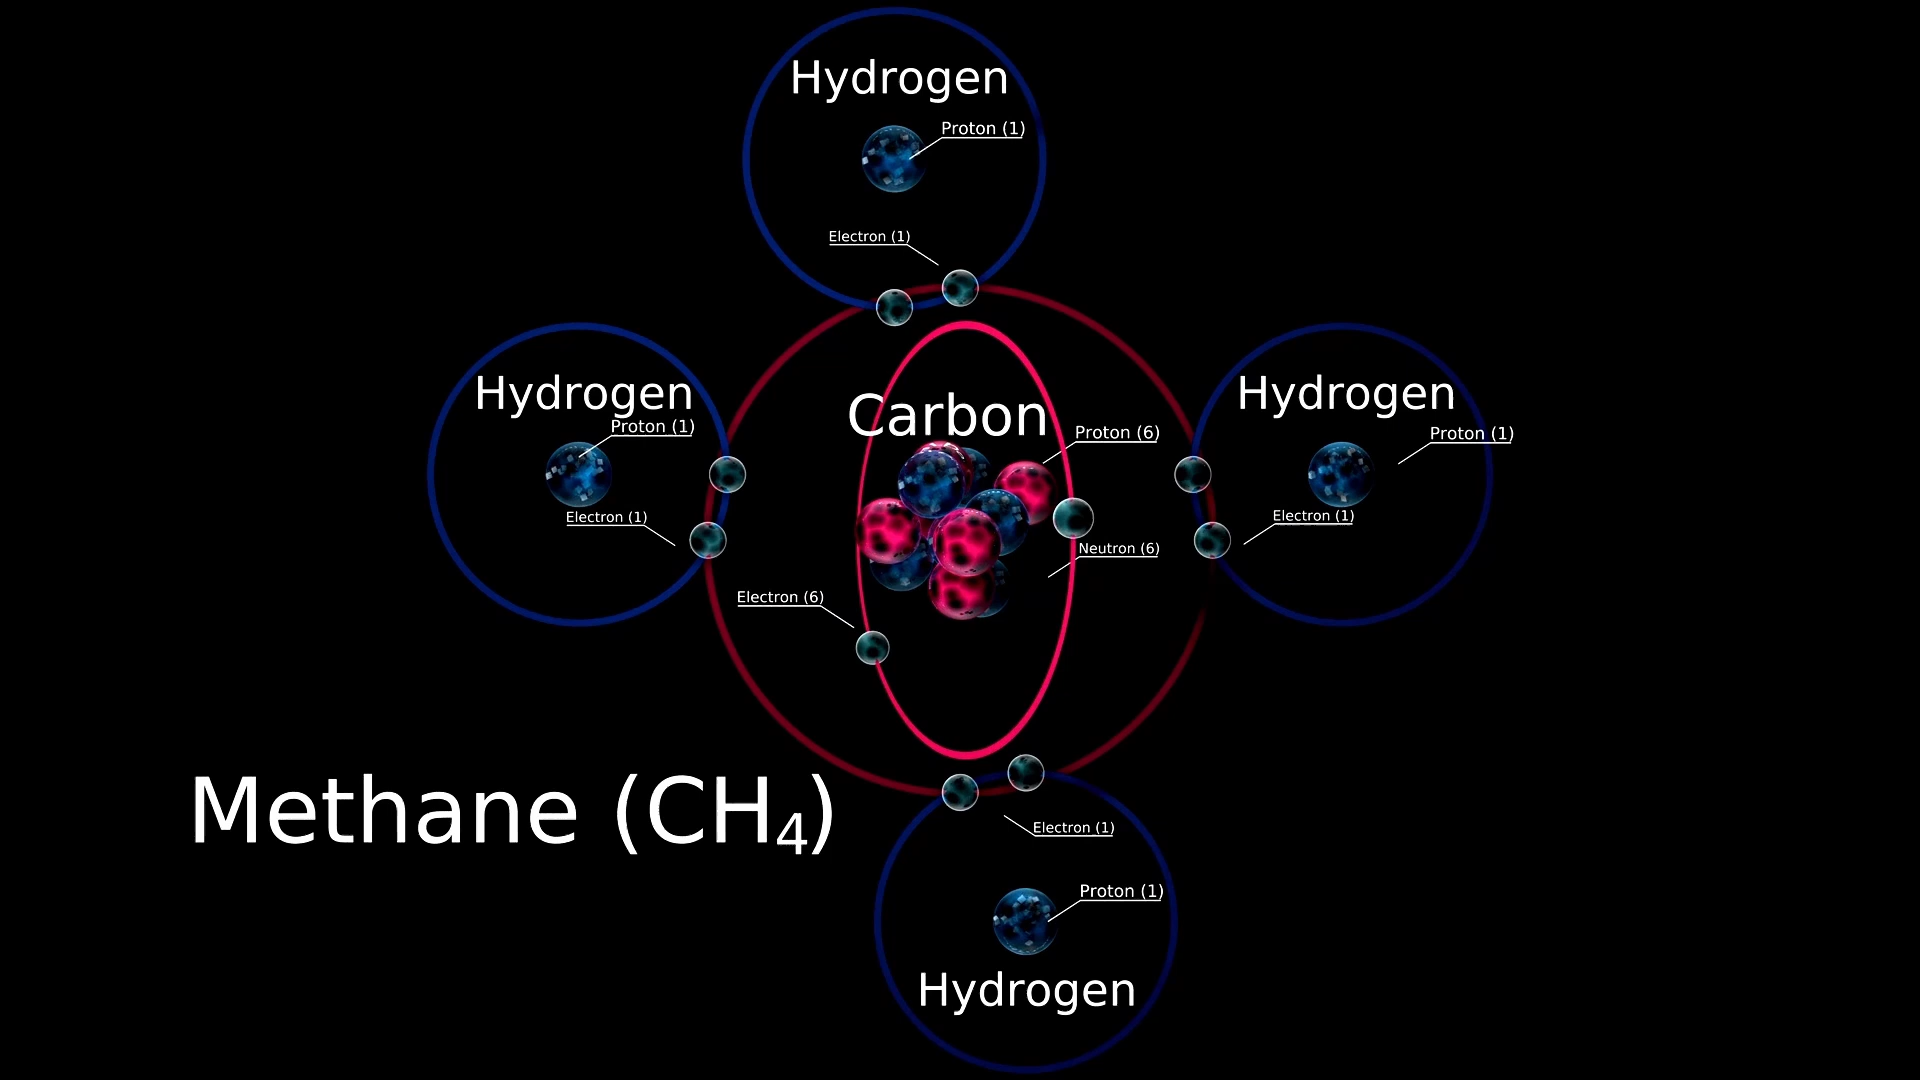 Hydrogen
Proton (1)
Electron (1)
Hydrogen
Proton (1)
Electron (1)
Carbon
Proton (6)
Neutron (6)
Electron (6)
Hydrogen
Proton (1)
Electron (1)
Methane (CH₄)
Electron (1)
Proton (1)
Hydrogen